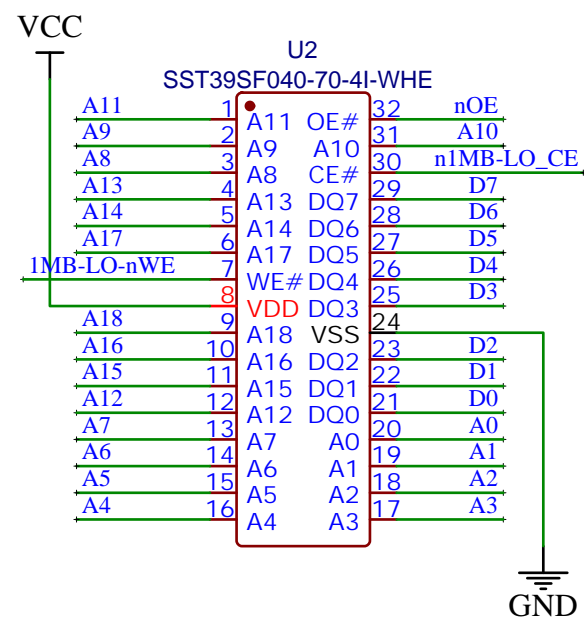 VCC
U2
SST39SF040-70-4I-WHE
A11 1 A11 OE# 32 nOE
A9 2 A9 A10 31 A10
A8 3 A8 CE# 30 n1MB-LO_CE
A13 4 A13 DQ7 29 D7
A14 5 A14 DQ6 28 D6
A17 6 A17 DQ5 27 D5
1MB-LO-nWE 7 WE# DQ4 26 D4
8 VDD DQ3 25 D3
A18 9 A18 VSS 24
A16 10 A16 DQ2 23 D2
A15 11 A15 DQ1 22 D1
A12 12 A12 DQ0 21 D0
A7 13 A7 A0 20 A0
A6 14 A6 A1 19 A1
A5 15 A5 A2 18 A2
A4 16 A4 A3 17 A3
GND